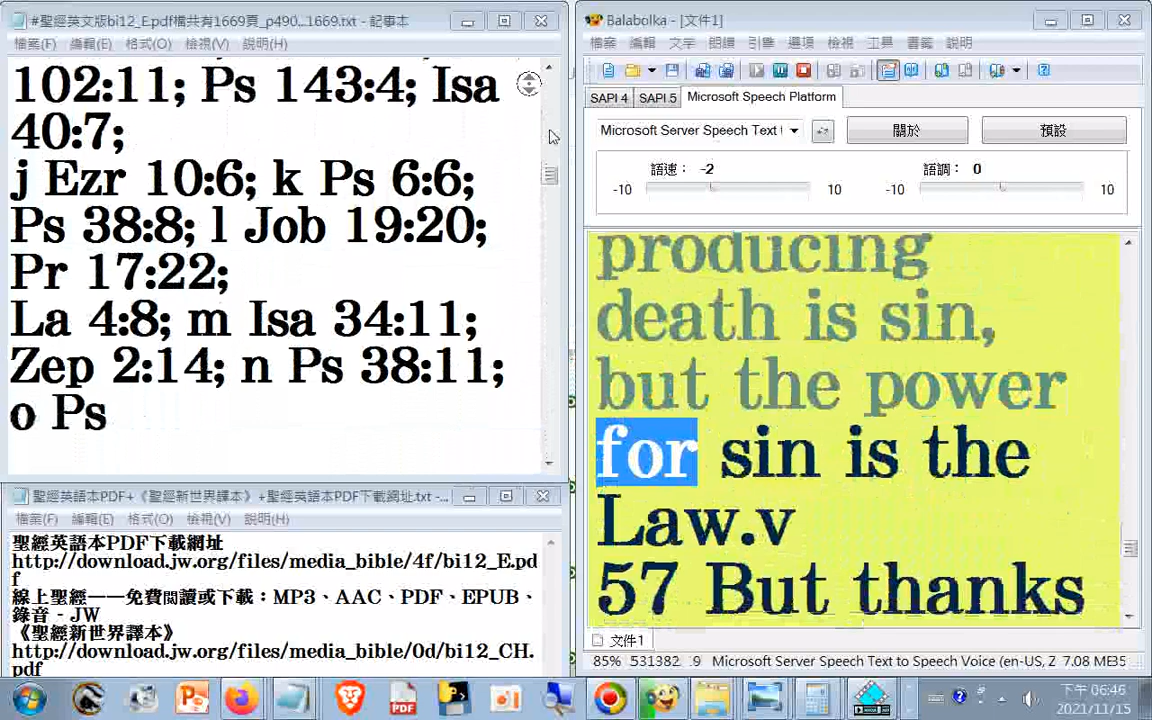 #聖經英文版bi12_E.pdf檔共有1669頁_p490...1669.txt - 記事本
檔案(F) 編輯(E) 格式(O) 檢視(V) 說明(H)
102:11; Ps 143:4; Isa
40:7;
j Ezr 10:6; k Ps 6:6;
Ps 38:8; l Job 19:20;
Pr 17:22;
La 4:8; m Isa 34:11;
Zep 2:14; n Ps 38:11;
o Ps
聖經英語本PDF+《聖經新世界譯本》+聖經英語本PDF下載網址.txt -...
檔案(F) 編輯(E) 格式(O) 檢視(V) 說明(H)
聖經英語本PDF下載網址
http://download.jw.org/files/media_bible/4f/bi12_E.pd
f
線上聖經──免費閱讀或下載：MP3、AAC、PDF、EPUB、
錄音 - JW
《聖經新世界譯本》
http://download.jw.org/files/media_bible/0d/bi12_CH.
pdf
Balabolka - [文件1]
檔案 編輯 文字 朗讀 引擎 選項 檢視 工具 書籤 說明
SAPI 4 SAPI 5 Microsoft Speech Platform
Microsoft Server Speech Text 關於 預設
語速： -2 語調： 0
-10 10 -10 10
producing
death is sin,
but the power
for sin is the
Law.v
57 But thanks
文件1
85% 531382 .9 Microsoft Server Speech Text to Speech Voice (en-US, Z 7.08 MB
下午 06:46
2021/11/15